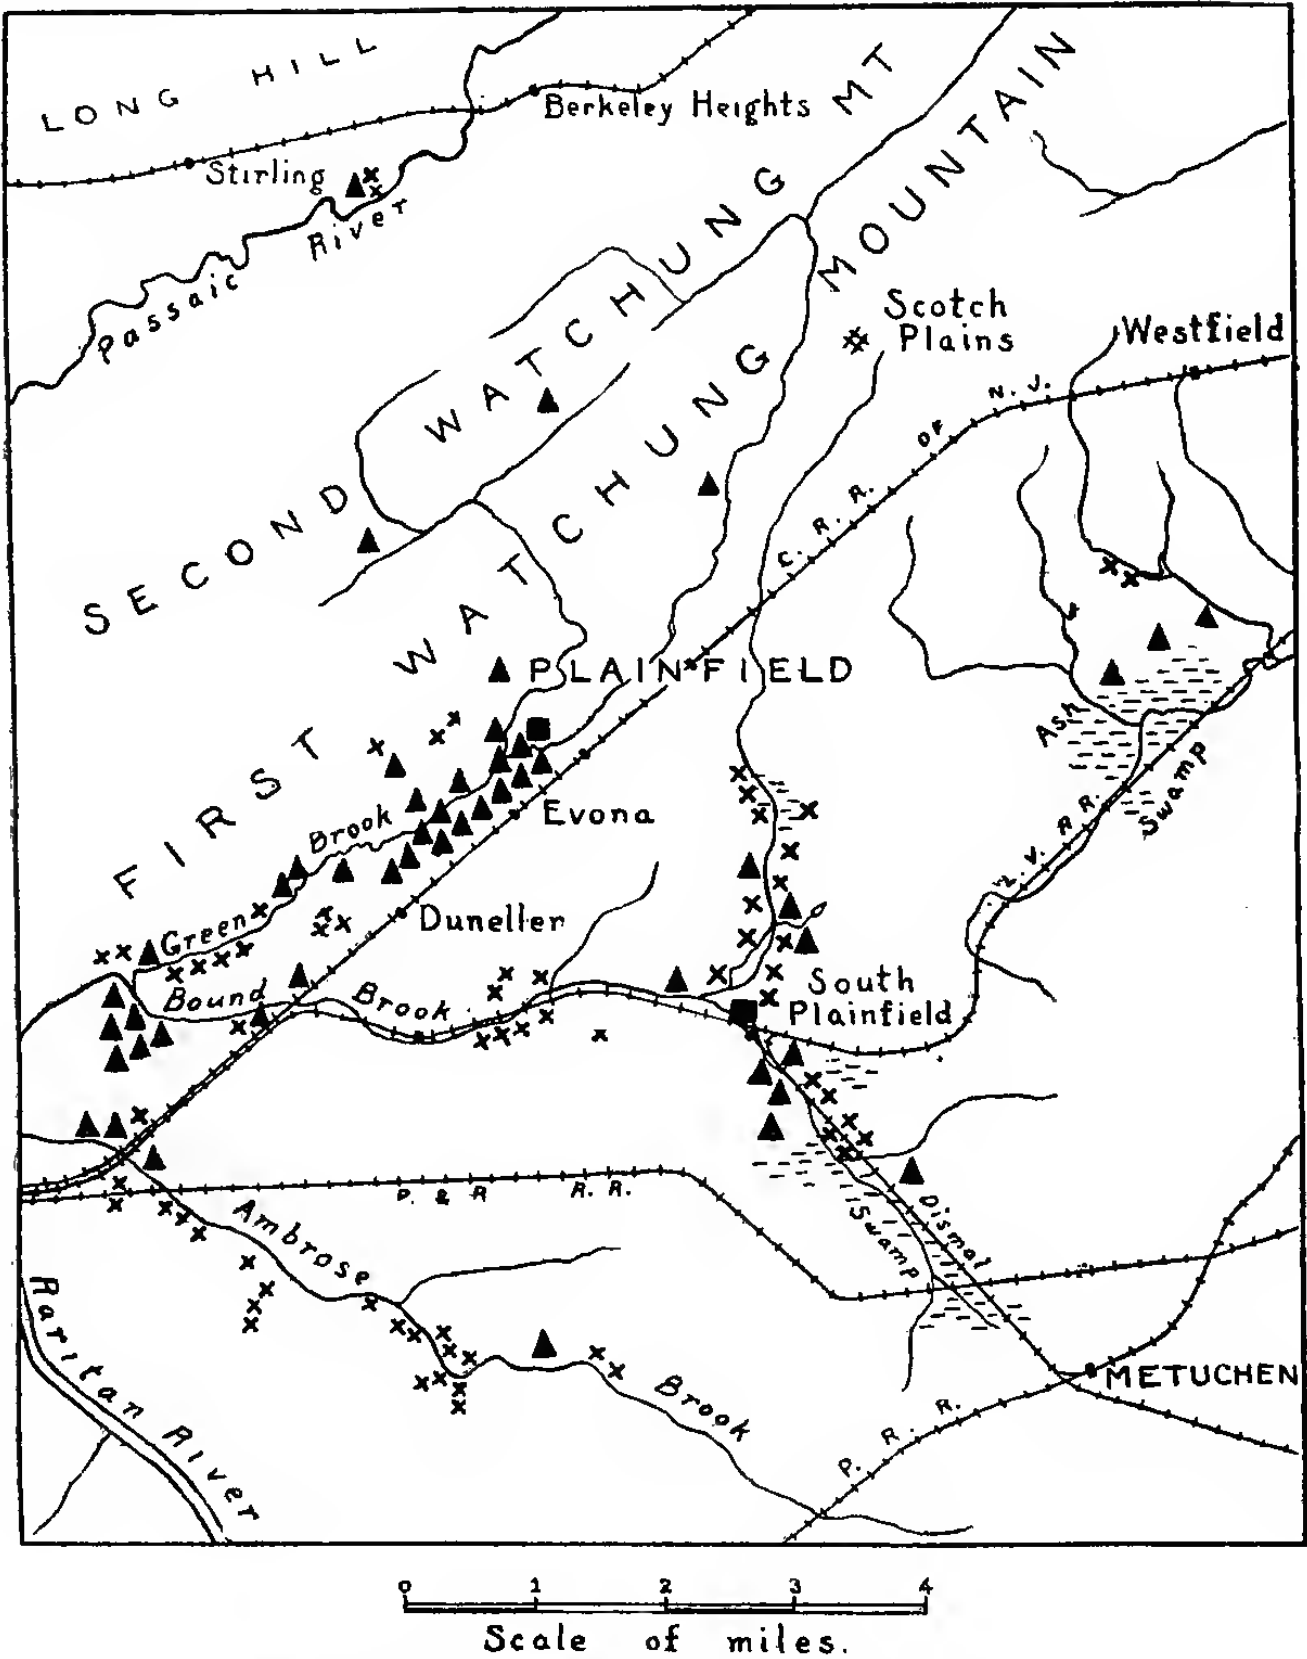 LONG HILL
Berkeley Heights
Stirling
Passaic River
SECOND WATCHUNG MT
FIRST WATCHUNG MOUNTAIN
Scotch
Plains
Westfield
C. R. R. OF N. J.
PLAINFIELD
Ash Swamp
Evona
Green Brook
L. V. R R.
Duneller
Bound Brook
South
Plainfield
P. & R R. R.
Dismal Swamp
Ambrose Brook
Raritan River
METUCHEN
P. R. R.
0 1 2 3 4
Scale of miles.